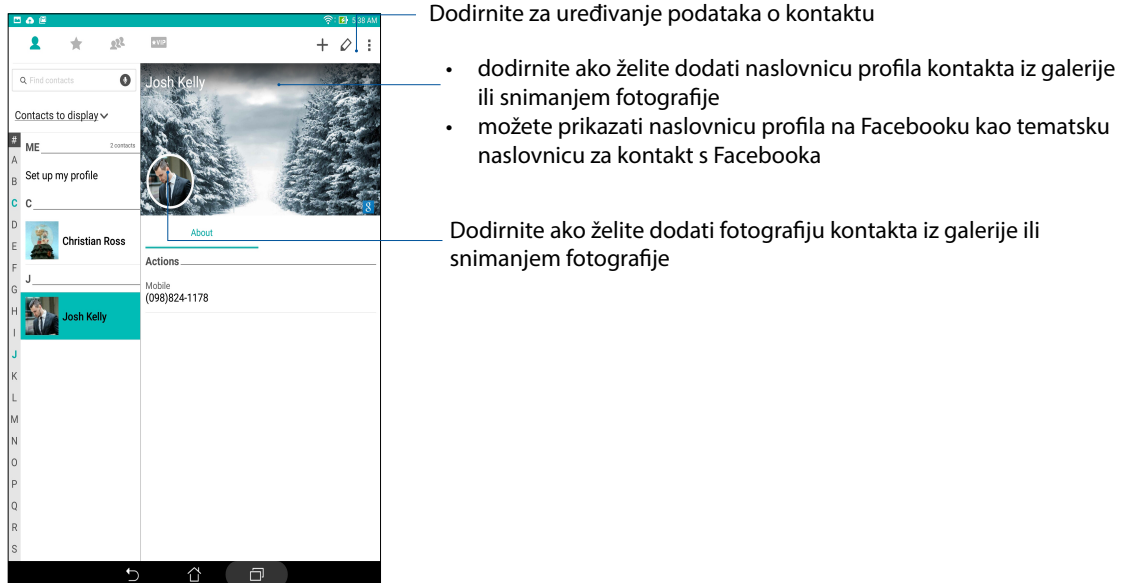 5:38 AM
Dodirnite za uređivanje podataka o kontaktu
VIP
• dodirnite ako želite dodati naslovnicu profila kontakta iz galerije
ili snimanjem fotografije
• možete prikazati naslovnicu profila na Facebooku kao tematsku
naslovnicu za kontakt s Facebooka
Find contacts
Josh Kelly
Contacts to display
#
ME
2 contacts
A
Set up my profile
B
C
C
8
D
Christian Ross
E
About
Dodirnite ako želite dodati fotografiju kontakta iz galerije ili
snimanjem fotografije
Actions
F
J
G
Mobile
(098)824-1178
H
Josh Kelly
I
J
K
L
M
N
O
P
Q
R
S